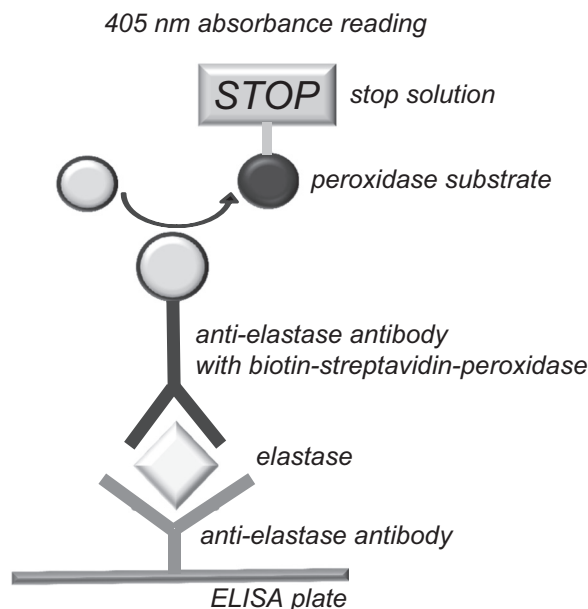 405 nm absorbance reading
STOP
stop solution
peroxidase substrate
anti-elastase antibody
with biotin-streptavidin-peroxidase
elastase
anti-elastase antibody
ELISA plate